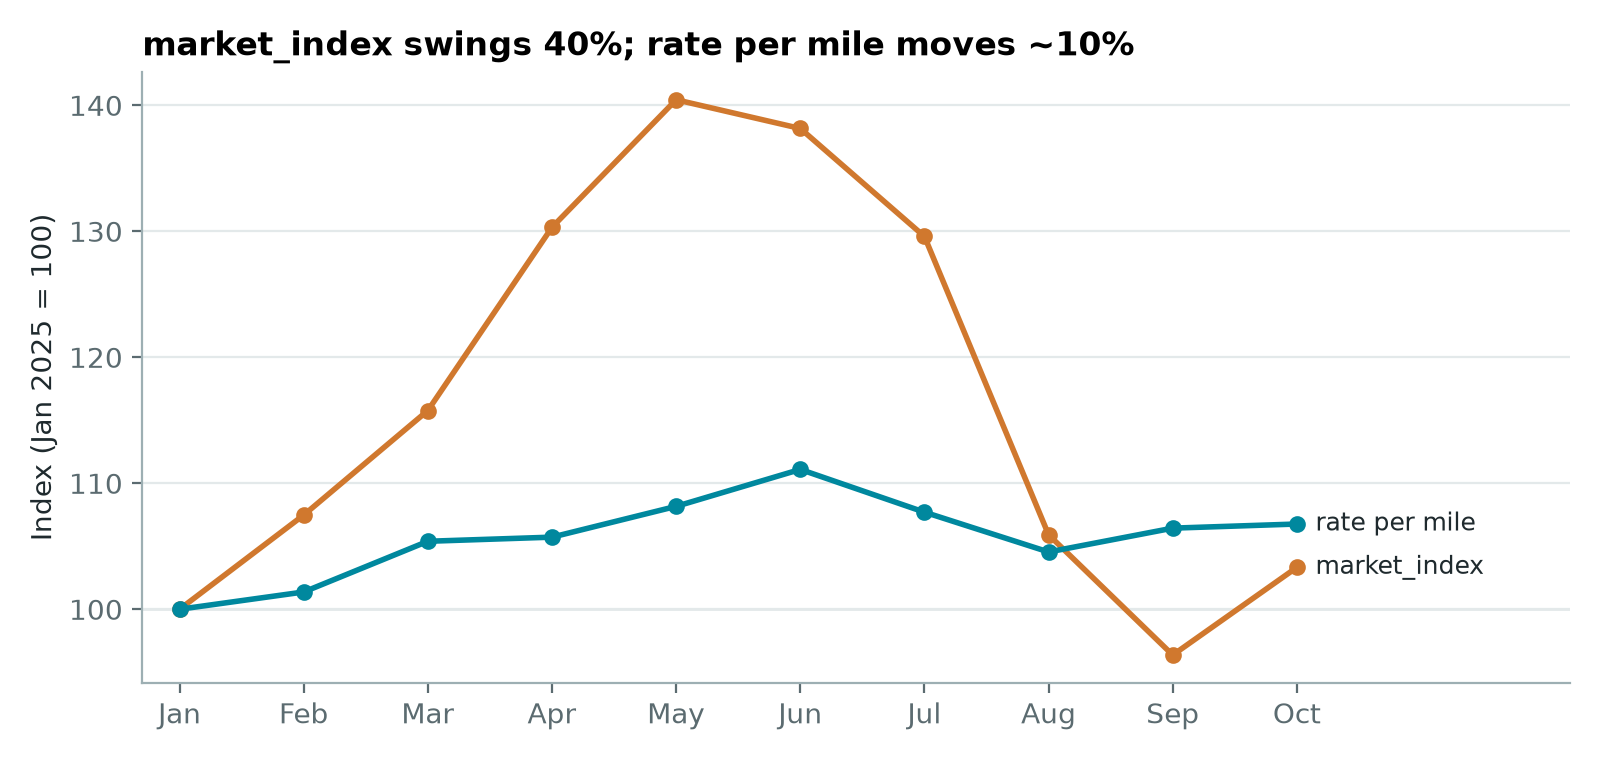 market_index swings 40%; rate per mile moves ~10%
Index (Jan 2025 = 100)
140
130
120
110
100
rate per mile
market_index
Jan Feb Mar Apr May Jun Jul Aug Sep Oct